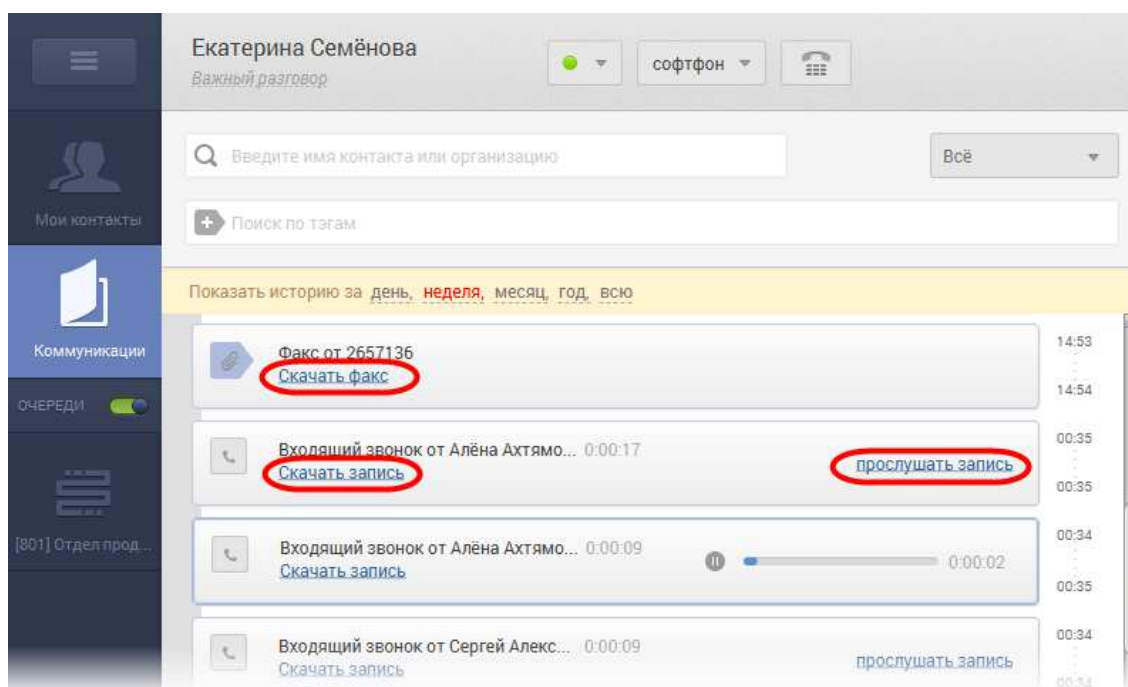 Екатерина Семёнова
Важный разговор
софтфон
Введите имя контакта или организацию
Всё
Мои контакты
Поиск по тэгам
Показать историю за день, неделя, месяц, год, всю
Коммуникации
Факс от 2657136
Скачать факс
14:53
14:54
ОЧЕРЕДИ
Входящий звонок от Алёна Ахтямо... 0:00:17
Скачать запись
прослушать запись
00:35
00:35
[801] Отдел прод...
Входящий звонок от Алёна Ахтямо... 0:00:09
Скачать запись
0:00:02
00:34
00:35
Входящий звонок от Сергей Алекс... 0:00:09
Скачать запись
прослушать запись
00:34
00:34